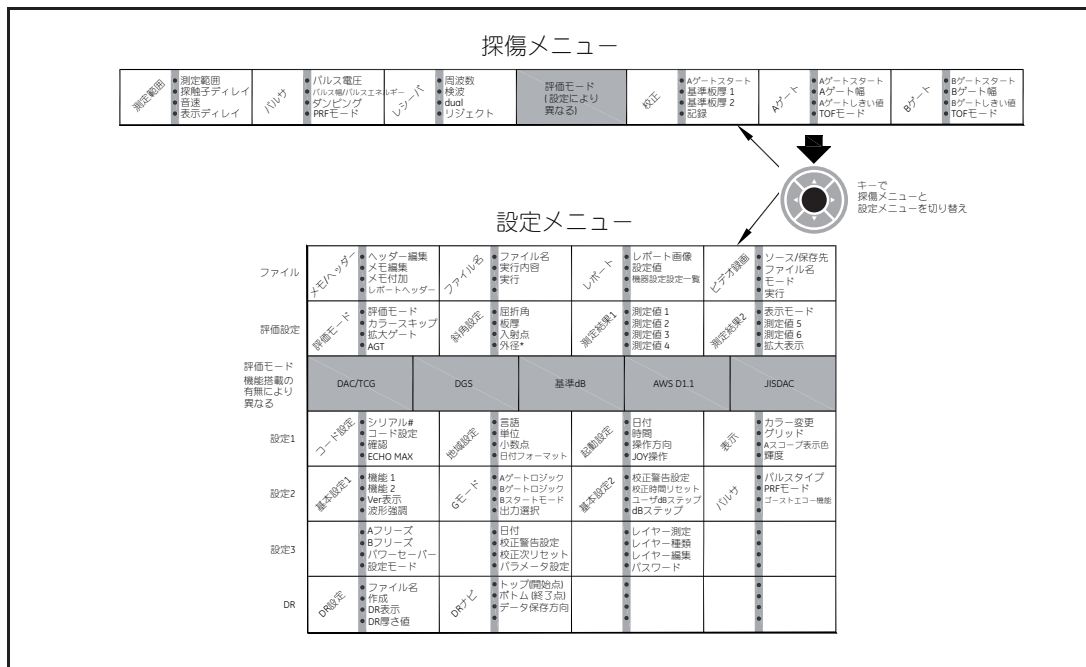 探傷メニュー
測定範囲
測定範囲
探触子ディレイ
音速
表示ディレイ
パルサ
パルス電圧
パルス幅/パルスエネルギー
ダンピング
PRFモード
レシーバ
周波数
検波
dual
リジェクト
評価モード
(設定により
異なる)
校正
Aゲートスタート
基準板厚 1
基準板厚 2
記録
Aゲート
Aゲートスタート
Aゲート幅
Aゲートしきい値
TOFモード
Bゲート
Bゲートスタート
Bゲート幅
Bゲートしきい値
TOFモード
キーで
探傷メニューと
設定メニューを切り替え
設定メニュー
ファイル
メモ/ヘッダー
ヘッダー編集
メモ編集
メモ付加
レポートヘッダー
ファイル名
ファイル名
実行内容
実行
レポート
レポート画像
設定値
機器設定設定一覧
ビデオ録画
ソース/保存先
ファイル名
モード
実行
評価設定
評価モード
評価モード
カラースキップ
拡大ゲート
AGT
斜角設定
屈折角
板厚
入射点
外径*
測定結果1
測定値 1
測定値 2
測定値 3
測定値 4
測定結果2
表示モード
測定値 5
測定値 6
拡大表示
評価モード
機能搭載の
有無により
異なる
DAC/TCG
DGS
基準dB
AWS D1.1
JISDAC
設定1
コード設定
シリアル#
コード設定
確認
ECHO MAX
地域設定
言語
単位
小数点
日付フォーマット
起動設定
日付
時間
操作方向
JOY操作
表示
カラー変更
グリッド
Aスコープ表示色
輝度
設定2
基本設定1
機能 1
機能 2
Ver表示
波形強調
Gモード
Aゲートロジック
Bゲートロジック
Bスタートモード
出力選択
基本設定2
校正警告設定
校正時間リセット
ユーザdBステップ
dBステップ
パルサ
パルスタイプ
PRFモード
ゴーストエコー機能
設定3
Aフリーズ
Bフリーズ
パワーセーバー
設定モード
日付
校正警告設定
校正次リセット
パラメータ設定
レイヤー測定
レイヤー種類
レイヤー編集
パスワード
DR
DR設定
ファイル名
作成
DR表示
DR厚さ値
DRナビ
トップ(開始点)
ボトム (終了点)
データ保存方向